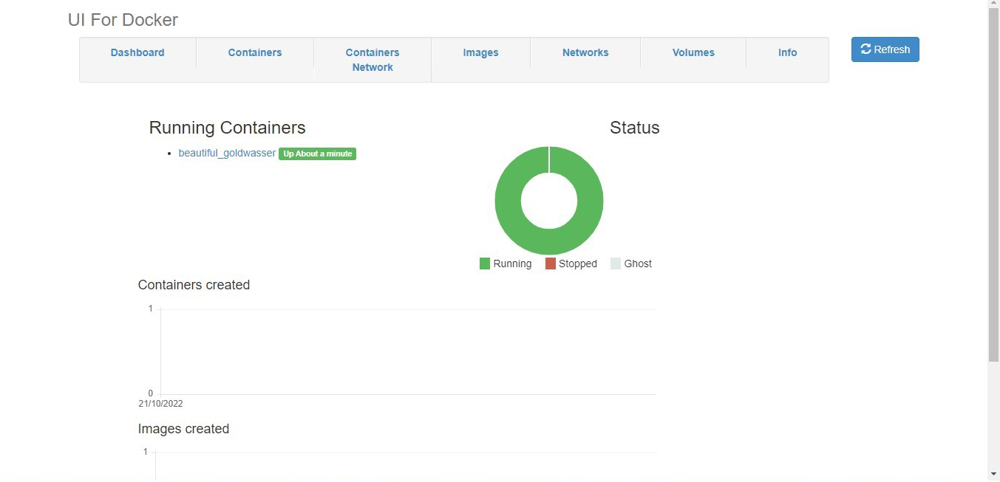 UI For Docker
Dashboard
Containers
Containers
Network
Images
Networks
Volumes
Info
Refresh
Running Containers
beautiful_goldwasser Up About a minute
Status
Running Stopped Ghost
Containers created
1
0
21/10/2022
Images created
1